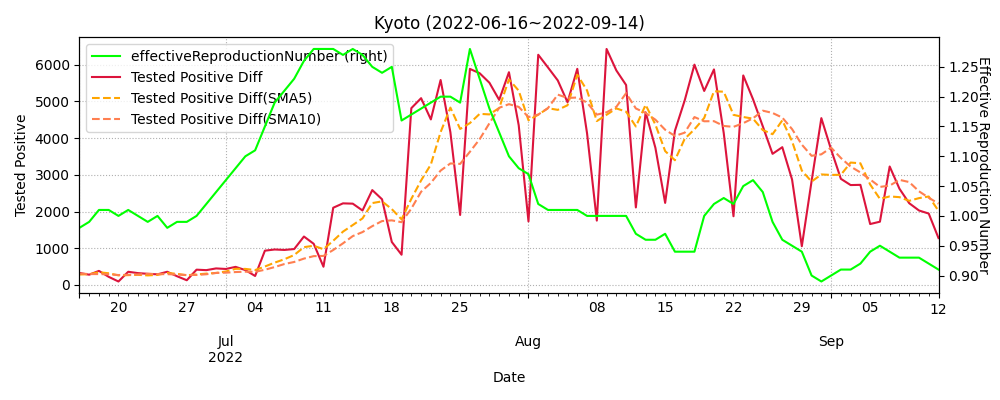 Kyoto (2022-06-16~2022-09-14)
effectiveReproductionNumber (right)
Tested Positive Diff
Tested Positive Diff(SMA5)
Tested Positive Diff(SMA10)
Tested Positive
6000
5000
4000
3000
2000
1000
0
Effective Reproduction Number
1.25
1.20
1.15
1.10
1.05
1.00
0.95
0.90
20 27 04 11 18 25 08 15 22 29 05 12
Jul Aug Sep
2022
Date